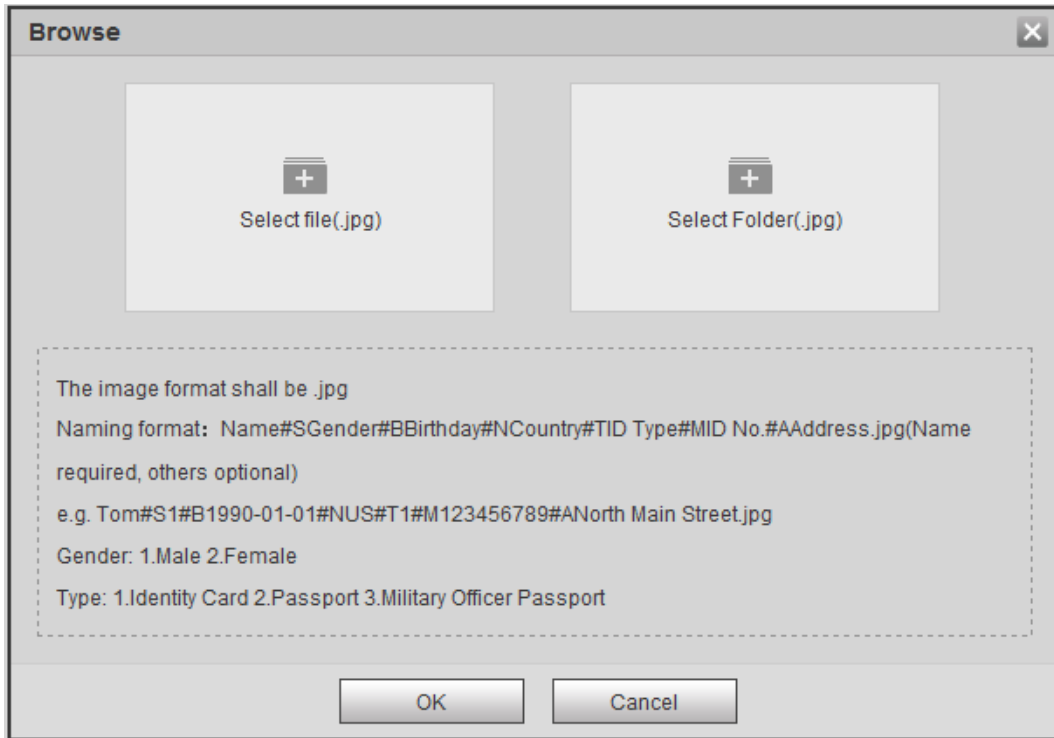 Browse
Select file(.jpg)
Select Folder(.jpg)
The image format shall be .jpg
Naming format：Name#SGender#BBirthday#NCountry#TID Type#MID No.#AAddress.jpg(Name
required, others optional)
e.g. Tom#S1#B1990-01-01#NUS#T1#M123456789#ANorth Main Street.jpg
Gender: 1.Male 2.Female
Type: 1.Identity Card 2.Passport 3.Military Officer Passport
OK
Cancel